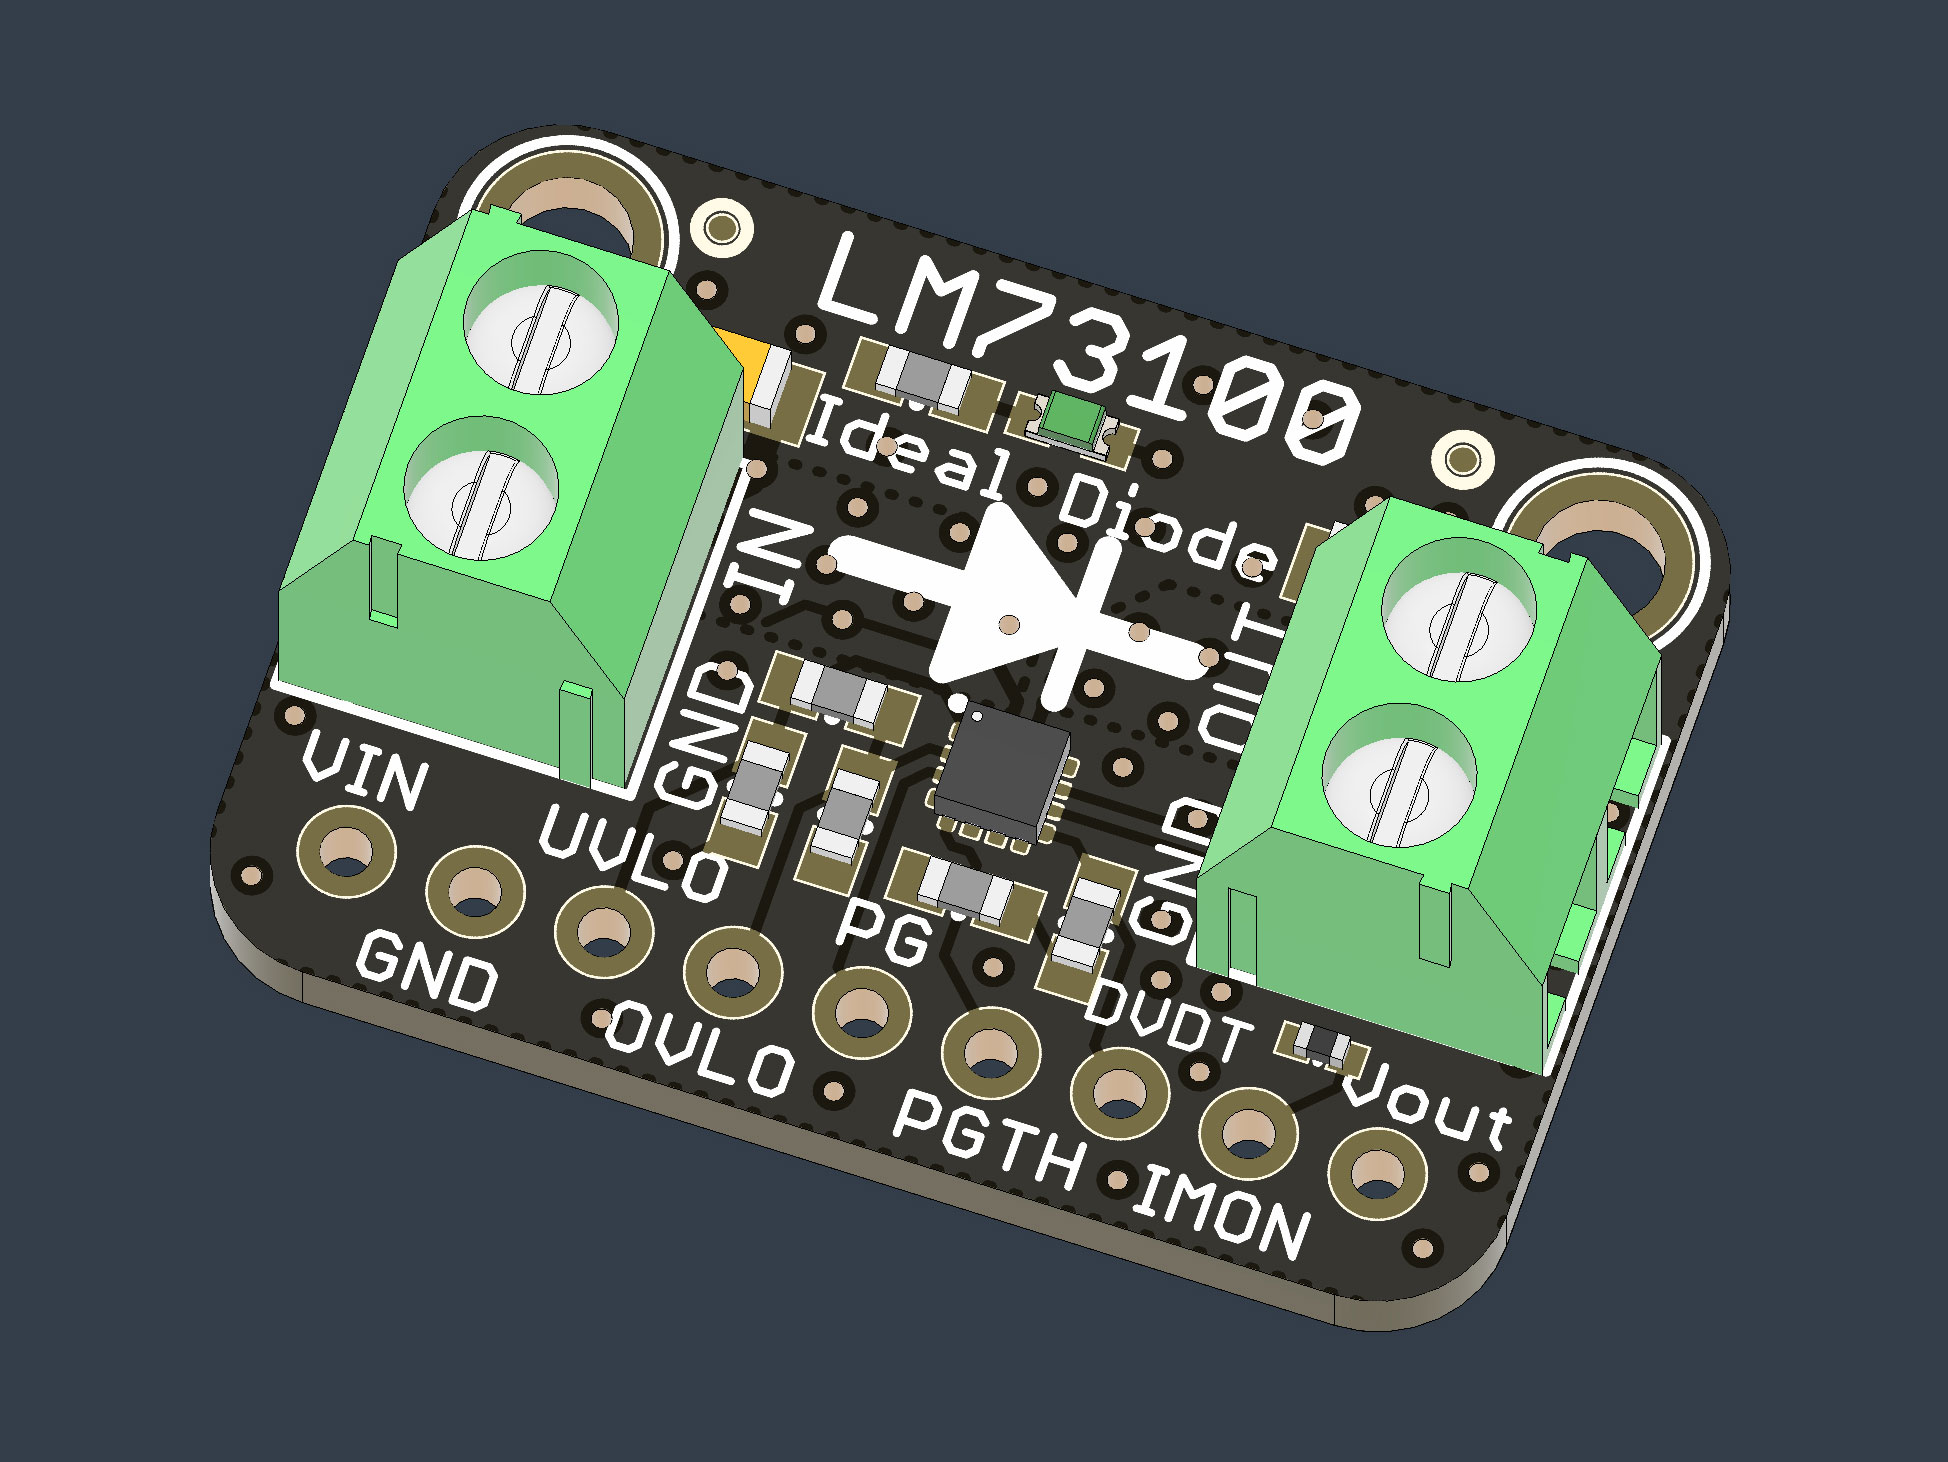 LM73100
Ideal Diode
IN
OUT
GND
GND
VIN
GND
UVLO
OVLO
PG
PGTH
DVDT
IMON
Vout